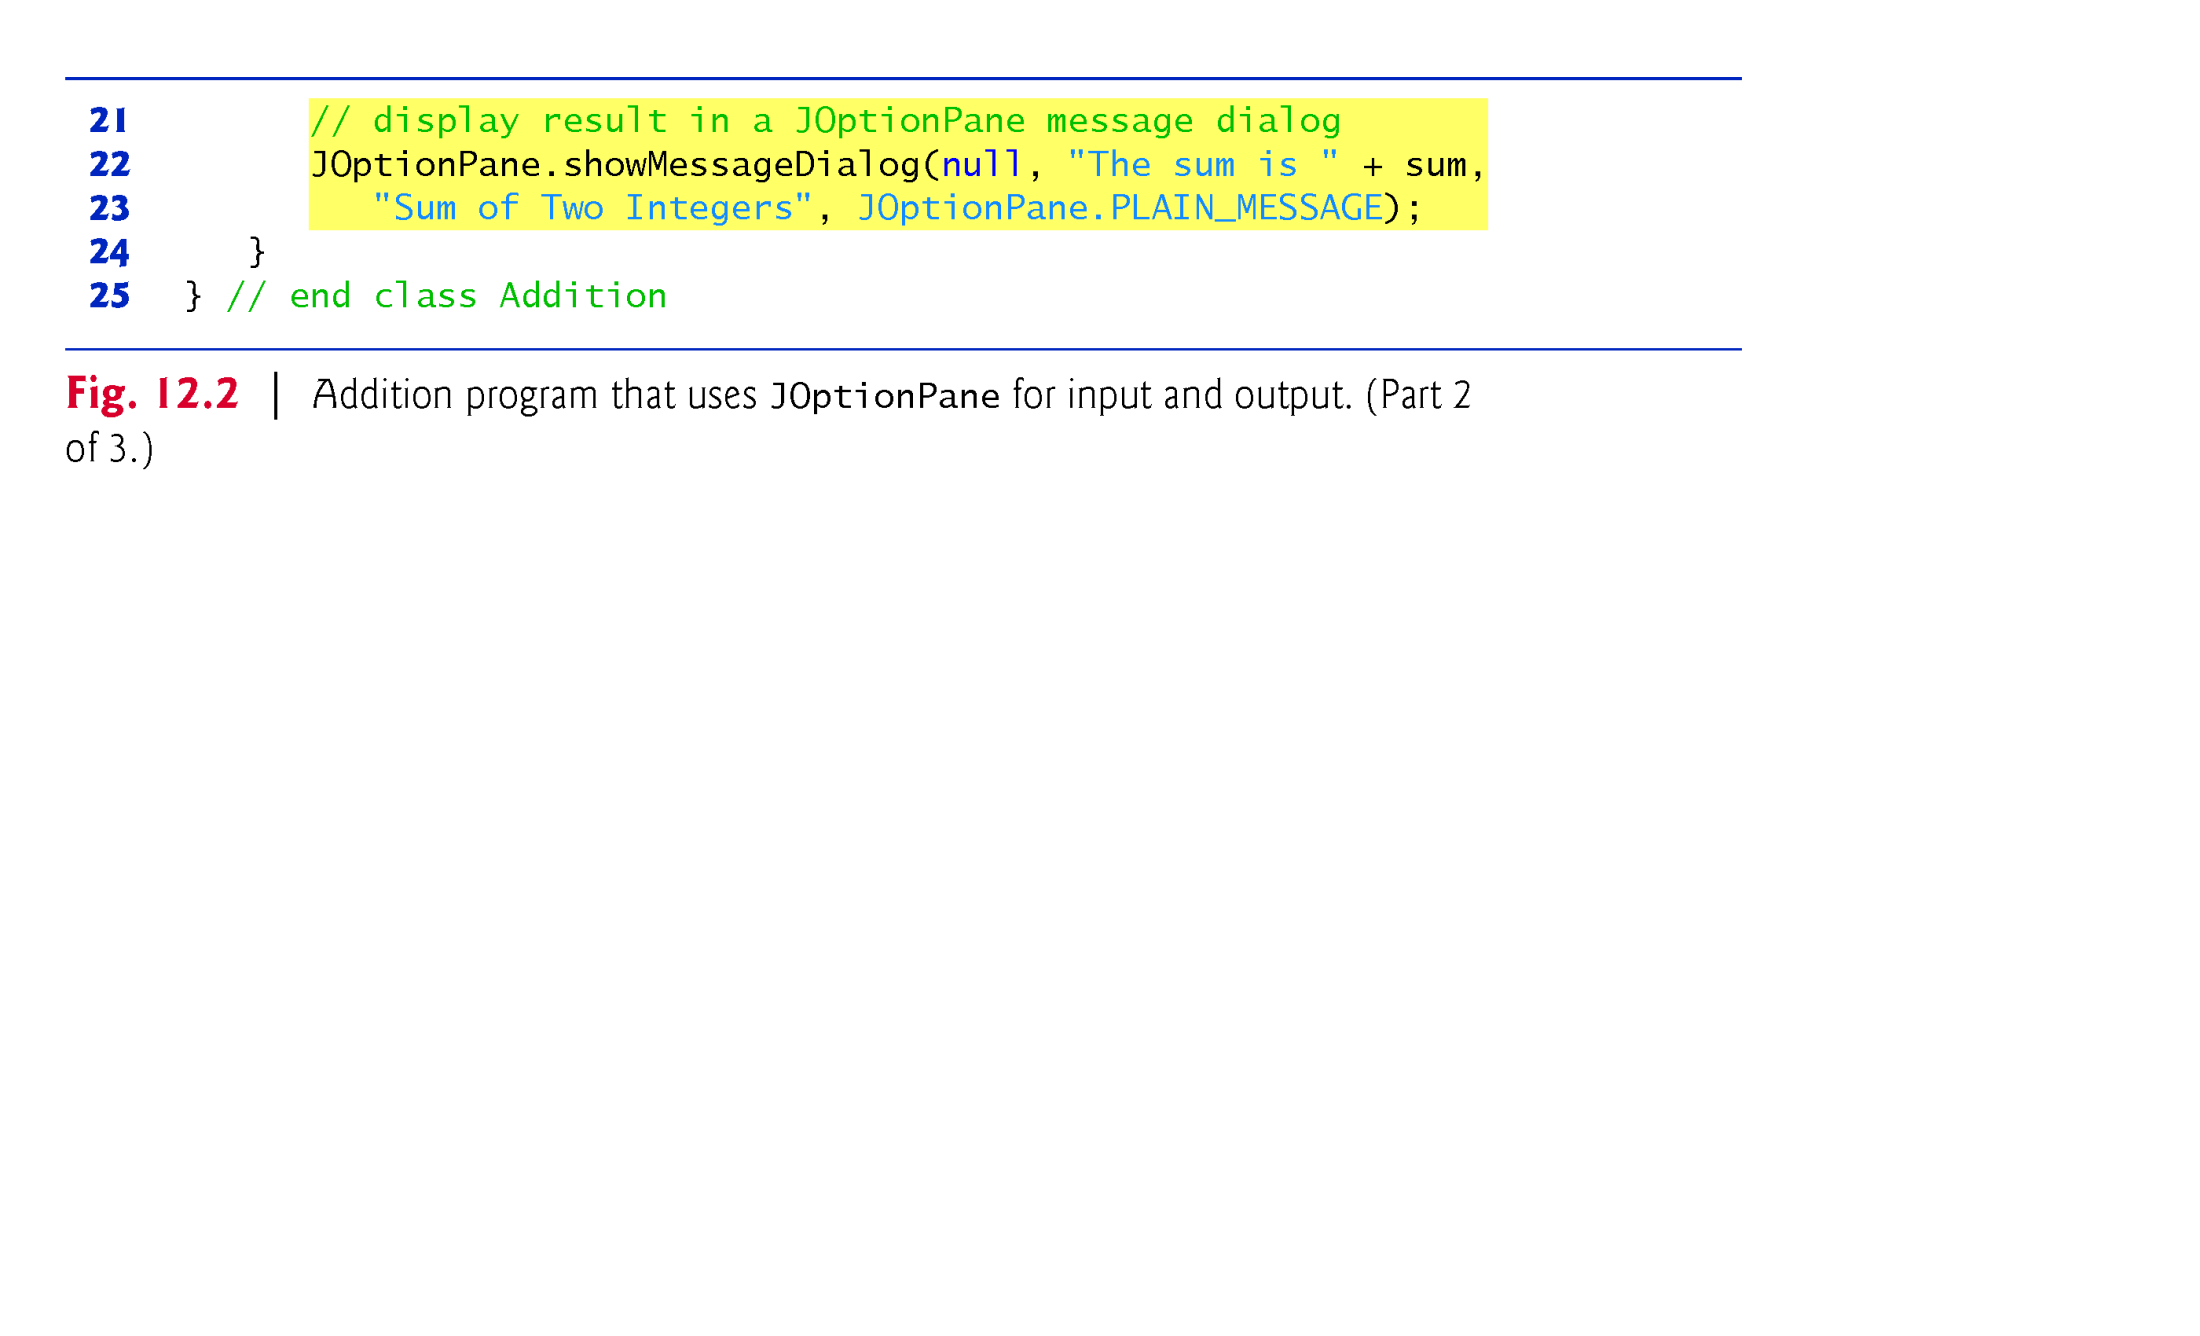 21 // display result in a JOptionPane message dialog
22 JOptionPane.showMessageDialog(null, "The sum is " + sum,
23 "Sum of Two Integers", JOptionPane.PLAIN_MESSAGE);
24 }
25 } // end class Addition
Fig. 12.2 | Addition program that uses JOptionPane for input and output. (Part 2
of 3.)